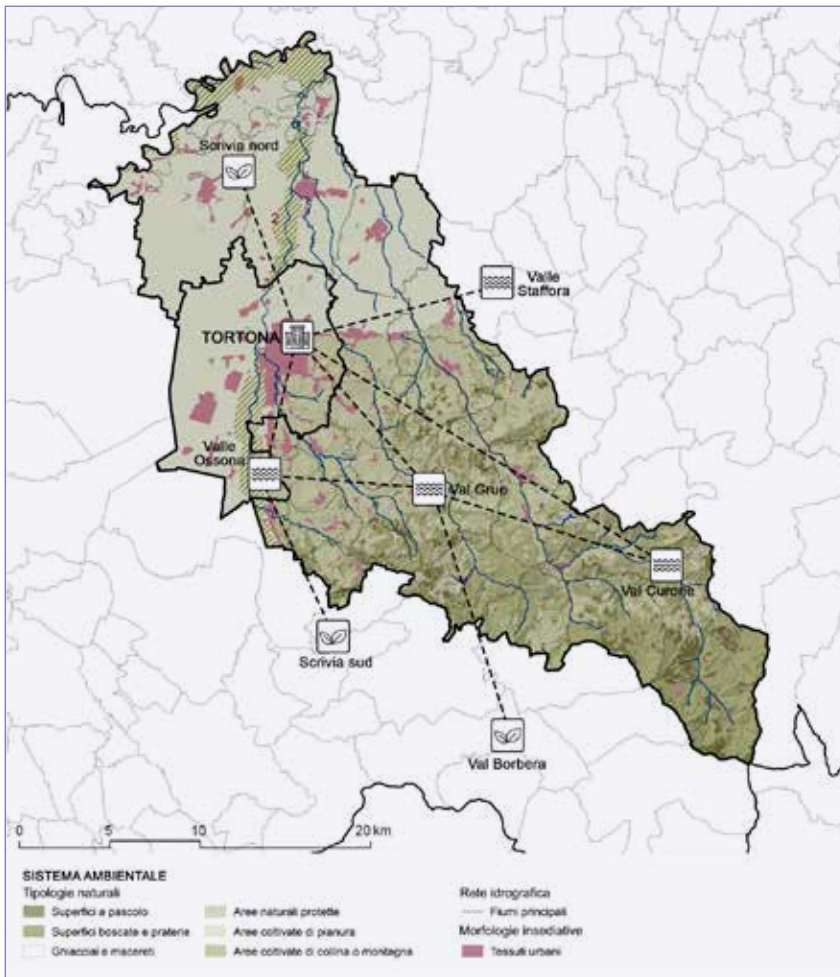 Scrivia nord
2
Valle
Staffora
TORTONA
Valle
Ossona
Val Grue
Val Curone
Scrivia sud
Val Borbera
0 5 10 20 km
SISTEMA AMBIENTALE
Tipologie naturali
Superfici a pascolo
Superfici boscate e praterie
Ghiacciai e macereti
Aree naturali protette
Aree coltivate di pianura
Aree coltivate di collina o montagna
Rete idrografica
Fiumi principali
Morfologie insediative
Tessuti urbani